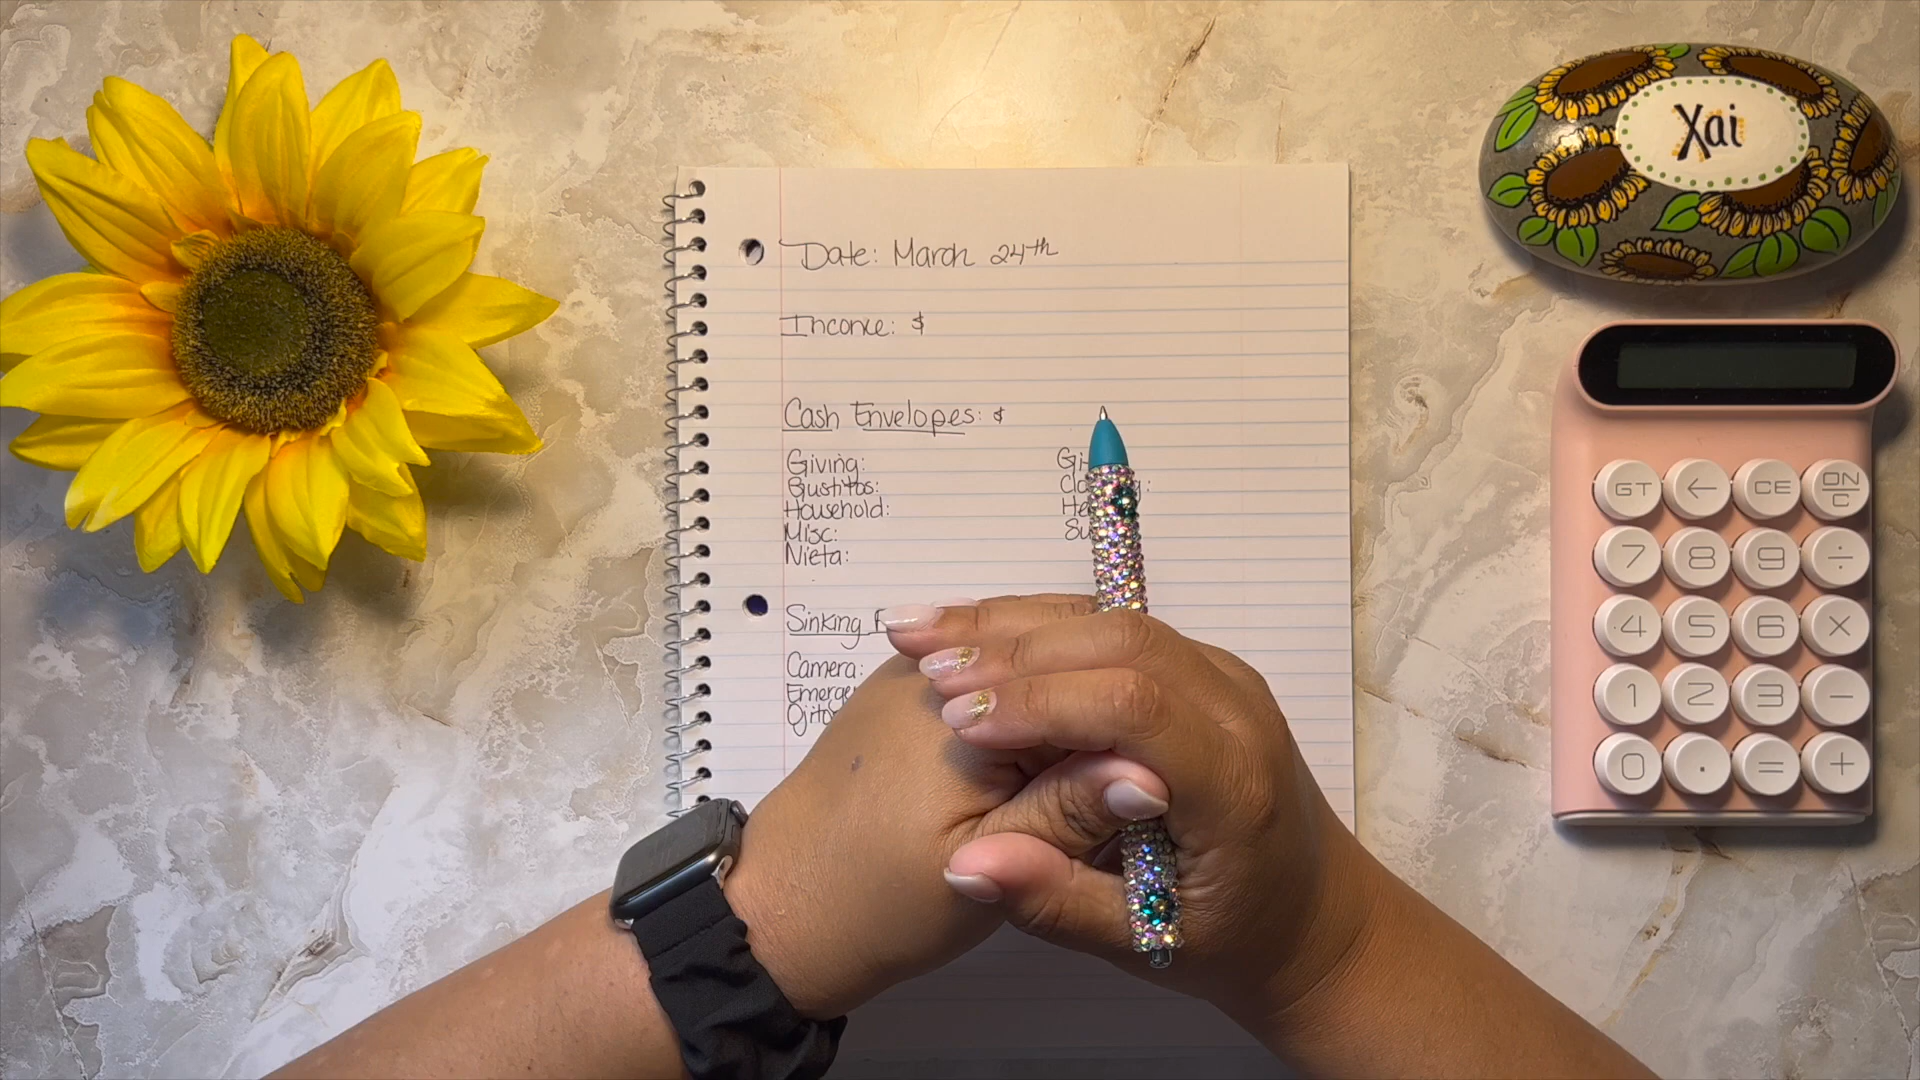 Xai
Date: March 24th
Income: $
Cash Envelopes: $
Giving:
Gustitos:
Household:
Misc:
Nieta:
Sinking
Camera:
GT ← CE ON/C
7 8 9 ÷
4 5 6 ×
1 2 3 −
0 . = +